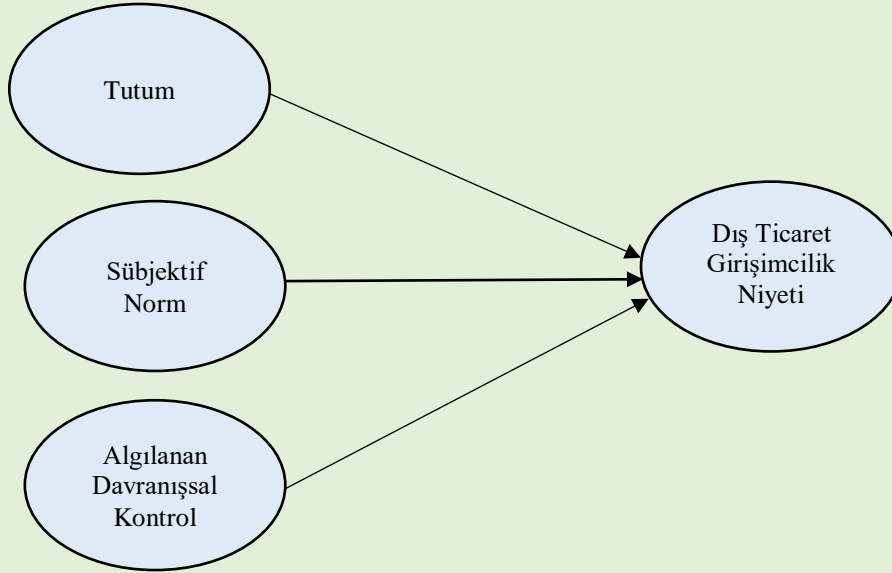 Tutum
Sübjektif
Norm
Algılanan
Davranışsal
Kontrol
Dış Ticaret
Girişimcilik
Niyeti